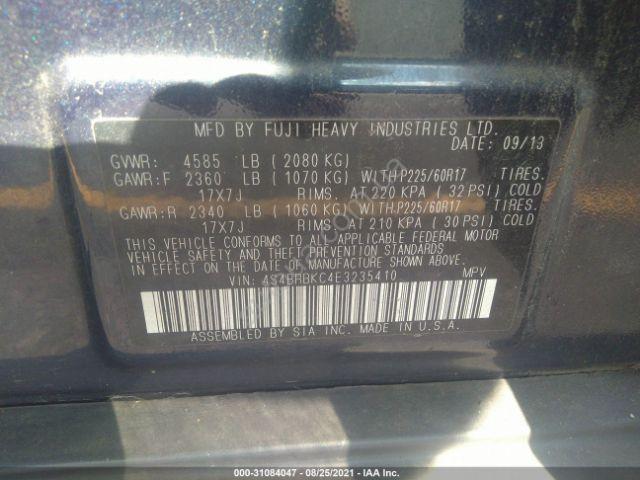 MFD BY FUJI HEAVY INDUSTRIES LTD.
DATE: 09/13
GVWR: 4585 LB (2080 KG)
GAWR:F 2360 LB (1070 KG) WITH P225/60R17 TIRES.
17X7J RIMS. AT 220 KPA (32 PSI) COLD
GAWR:R 2340 LB (1060 KG) WITH P225/60R17 TIRES.
17X7J RIMS. AT 210 KPA (30 PSI) COLD
THIS VEHICLE CONFORMS TO ALL APPLICABLE FEDERAL MOTOR
VEHICLE SAFETY AND THEFT PREVENTION STANDARDS
IN EFFECT ON THE DATE OF MANUFACTURE SHOWN ABOVE.
VIN: 4S4BRBKC4E3235410 MPV
ASSEMBLED BY SIA INC. MADE IN U.S.A.
000-31084047 — 08/25/2021 — IAA Inc.